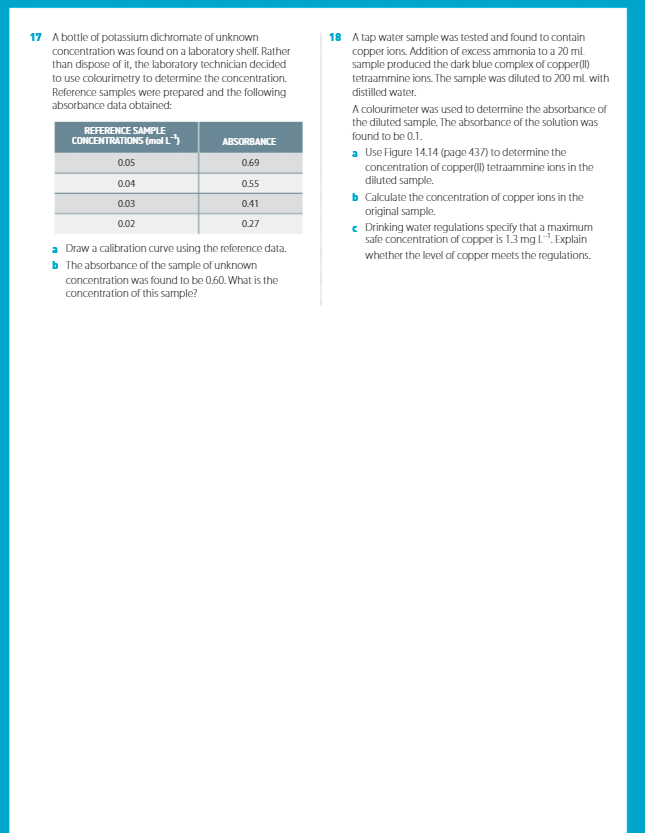 17 A bottle of potassium dichromate of unknown
concentration was found on a laboratory shelf. Rather
than dispose of it, the laboratory technician decided
to use colourimetry to determine the concentration.
Reference samples were prepared and the following
absorbance data obtained:
REFERENCE SAMPLE
CONCENTRATIONS (mol L⁻¹) ABSORBANCE
0.05 0.69
0.04 0.55
0.03 0.41
0.02 0.27
a Draw a calibration curve using the reference data.
b The absorbance of the sample of unknown
concentration was found to be 0.60. What is the
concentration of this sample?
18 A tap water sample was tested and found to contain
copper ions. Addition of excess ammonia to a 20 mL
sample produced the dark blue complex of copper(II)
tetraammine ions. The sample was diluted to 200 mL with
distilled water.
A colourimeter was used to determine the absorbance of
the diluted sample. The absorbance of the solution was
found to be 0.1.
a Use Figure 14.14 (page 437) to determine the
concentration of copper(II) tetraammine ions in the
diluted sample.
b Calculate the concentration of copper ions in the
original sample.
c Drinking water regulations specify that a maximum
safe concentration of copper is 1.3 mg L⁻¹. Explain
whether the level of copper meets the regulations.